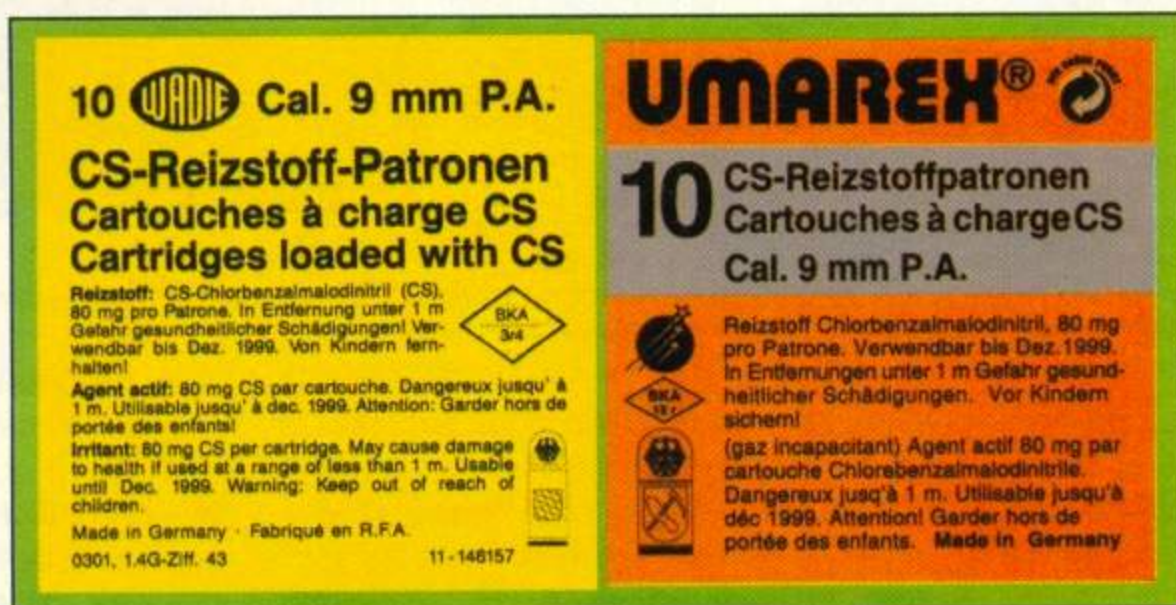 10 WADIE Cal. 9 mm P.A.
CS-Reizstoff-Patronen
Cartouches à charge CS
Cartridges loaded with CS
Reizstoff: CS-Chlorbenzalmalodinitril (CS),
80 mg pro Patrone. In Entfernung unter 1 m
Gefahr gesundheitlicher Schädigungen! Ver-
wendbar bis Dez. 1999. Von Kindern fern-
halten!
BKA
3r4
Agent actif: 80 mg CS par cartouche. Dangereux jusqu' à
1 m. Utilisable jusqu' à dec. 1999. Attention: Garder hors de
portée des enfants!
Irritant: 80 mg CS per cartridge. May cause damage
to health if used at a range of less than 1 m. Usable
until Dec. 1999. Warning: Keep out of reach of
children.
Made in Germany · Fabriqué en R.F.A.
0301, 1.4G-Ziff. 43 11-146157
UMAREX®
10 CS-Reizstoffpatronen
Cartouches à charge CS
Cal. 9 mm P.A.
Reizstoff Chlorbenzalmalodinitril, 80 mg
pro Patrone. Verwendbar bis Dez. 1999.
In Entfernungen unter 1 m Gefahr gesund-
heitlicher Schädigungen. Vor Kindern
sichern!
BKA
(gaz incapacitant) Agent actif 80 mg par
cartouche Chlorebenzalmalodinitrile.
Dangereux jusq'à 1 m. Utilisable jusqu'à
déc 1999. Attention! Garder hors de
portée des enfants. Made in Germany